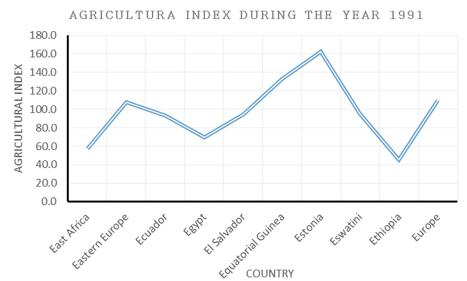 AGRICULTURA INDEX DURING THE YEAR 1991
180.0
160.0
140.0
120.0
100.0
80.0
60.0
40.0
20.0
0.0
AGRICULTURAL INDEX
East Africa
Eastern Europe
Ecuador
Egypt
El Salvador
Equatorial Guinea
Estonia
Eswatini
Ethiopia
Europe
COUNTRY